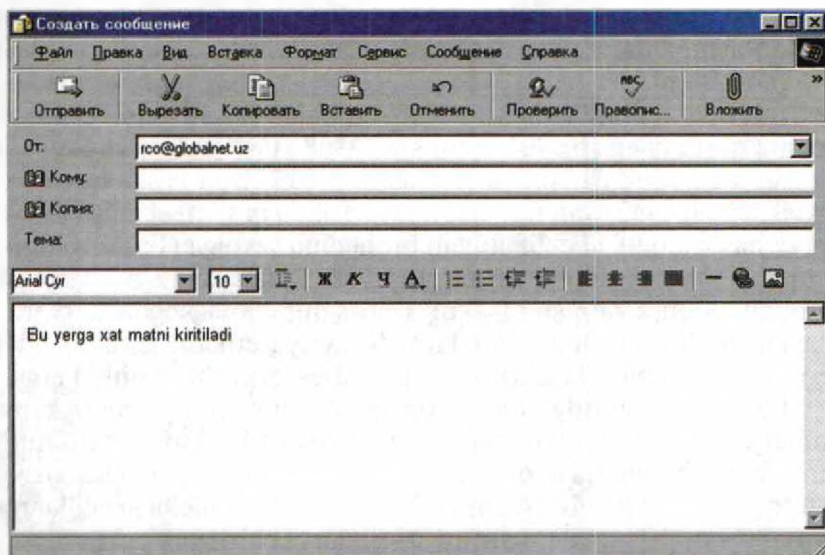 Создать сообщение
Файл Правка Вид Вставка Формат Сервис Сообщение Справка
Отправить Вырезать Копировать Вставить Отменить Проверить Правопис... Вложить
От: rco@globalnet.uz
Кому:
Копия:
Тема:
Arial Cyr 10 Ж К Ч А
Bu yerga xat matni kiritiladi